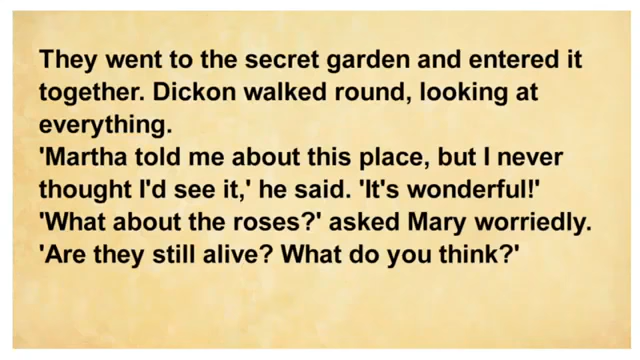 They went to the secret garden and entered it
together. Dickon walked round, looking at
everything.
'Martha told me about this place, but I never
thought I'd see it,' he said. 'It's wonderful!'
'What about the roses?' asked Mary worriedly.
'Are they still alive? What do you think?'